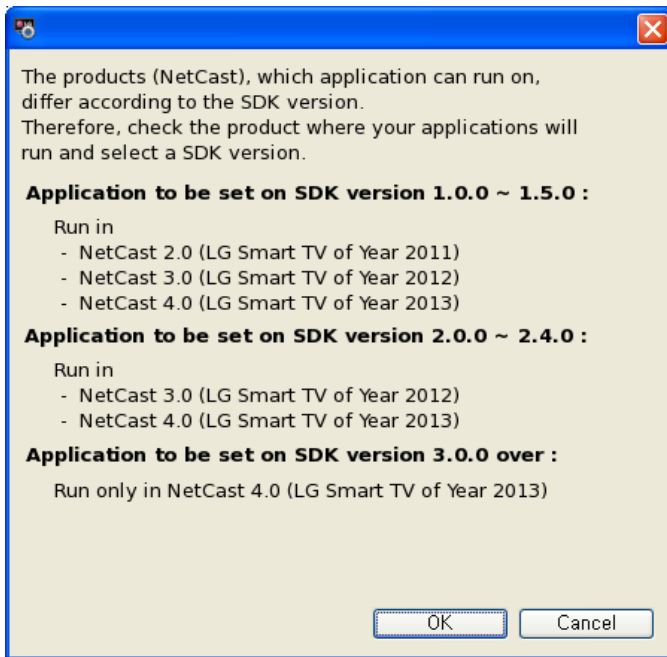 The products (NetCast), which application can run on,
differ according to the SDK version.
Therefore, check the product where your applications will
run and select a SDK version.
Application to be set on SDK version 1.0.0 ~ 1.5.0 :
Run in
- NetCast 2.0 (LG Smart TV of Year 2011)
- NetCast 3.0 (LG Smart TV of Year 2012)
- NetCast 4.0 (LG Smart TV of Year 2013)
Application to be set on SDK version 2.0.0 ~ 2.4.0 :
Run in
- NetCast 3.0 (LG Smart TV of Year 2012)
- NetCast 4.0 (LG Smart TV of Year 2013)
Application to be set on SDK version 3.0.0 over :
Run only in NetCast 4.0 (LG Smart TV of Year 2013)
OK Cancel